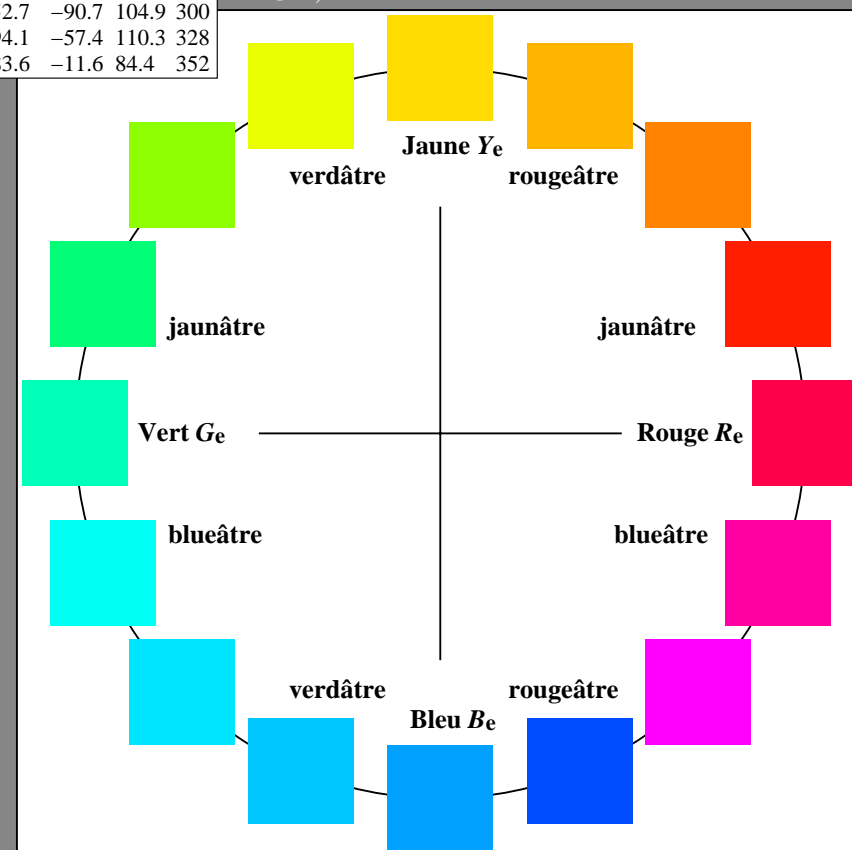 −90.7 104.9 300
−57.4 110.3 328
−11.6 84.4 352
Jaune Ye
verdâtre rougeâtre
jaunâtre jaunâtre
Vert Ge Rouge Re
blueâtre blueâtre
verdâtre rougeâtre
Bleu Be